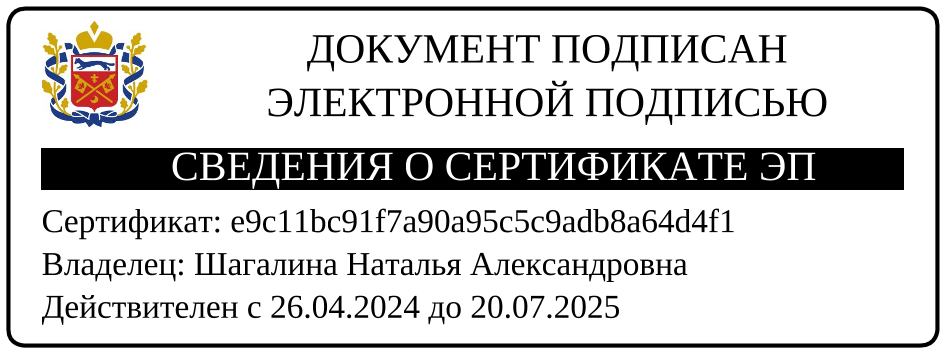 ДОКУМЕНТ ПОДПИСАН
ЭЛЕКТРОННОЙ ПОДПИСЬЮ
СВЕДЕНИЯ О СЕРТИФИКАТЕ ЭП
Сертификат: e9c11bc91f7a90a95c5c9adb8a64d4f1
Владелец: Шагалина Наталья Александровна
Действителен с 26.04.2024 до 20.07.2025